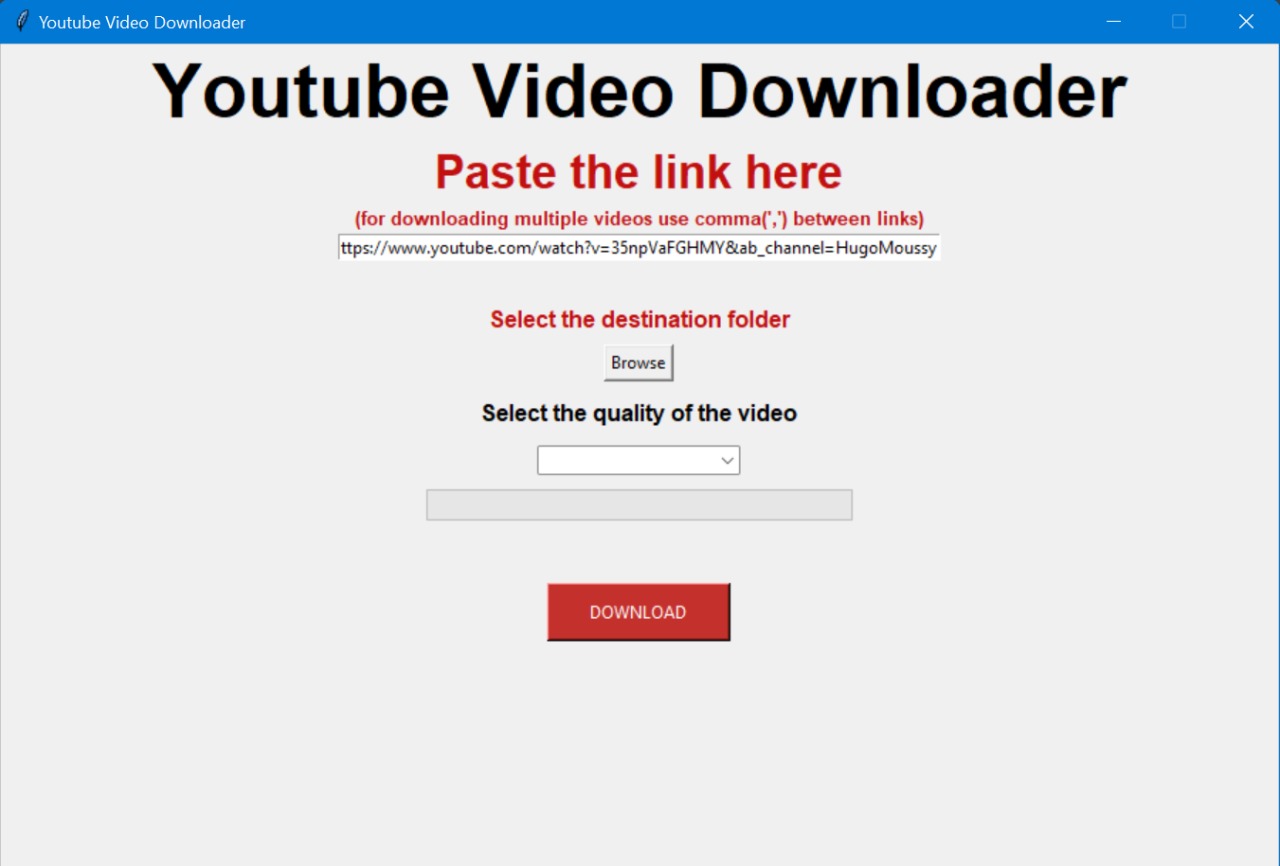 Youtube Video Downloader
Youtube Video Downloader
Paste the link here
(for downloading multiple videos use comma(',') between links)
ttps://www.youtube.com/watch?v=35npVaFGHMY&ab_channel=HugoMoussy
Select the destination folder
Browse
Select the quality of the video
DOWNLOAD